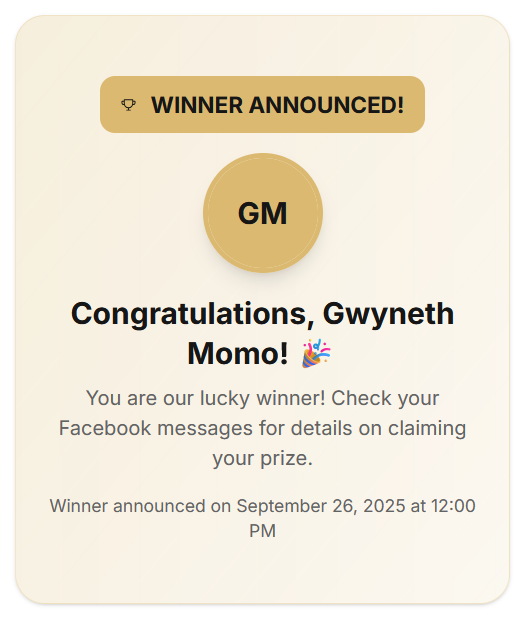 WINNER ANNOUNCED!
GM
Congratulations, Gwyneth
Momo! 🎉
You are our lucky winner! Check your
Facebook messages for details on claiming
your prize.
Winner announced on September 26, 2025 at 12:00
PM